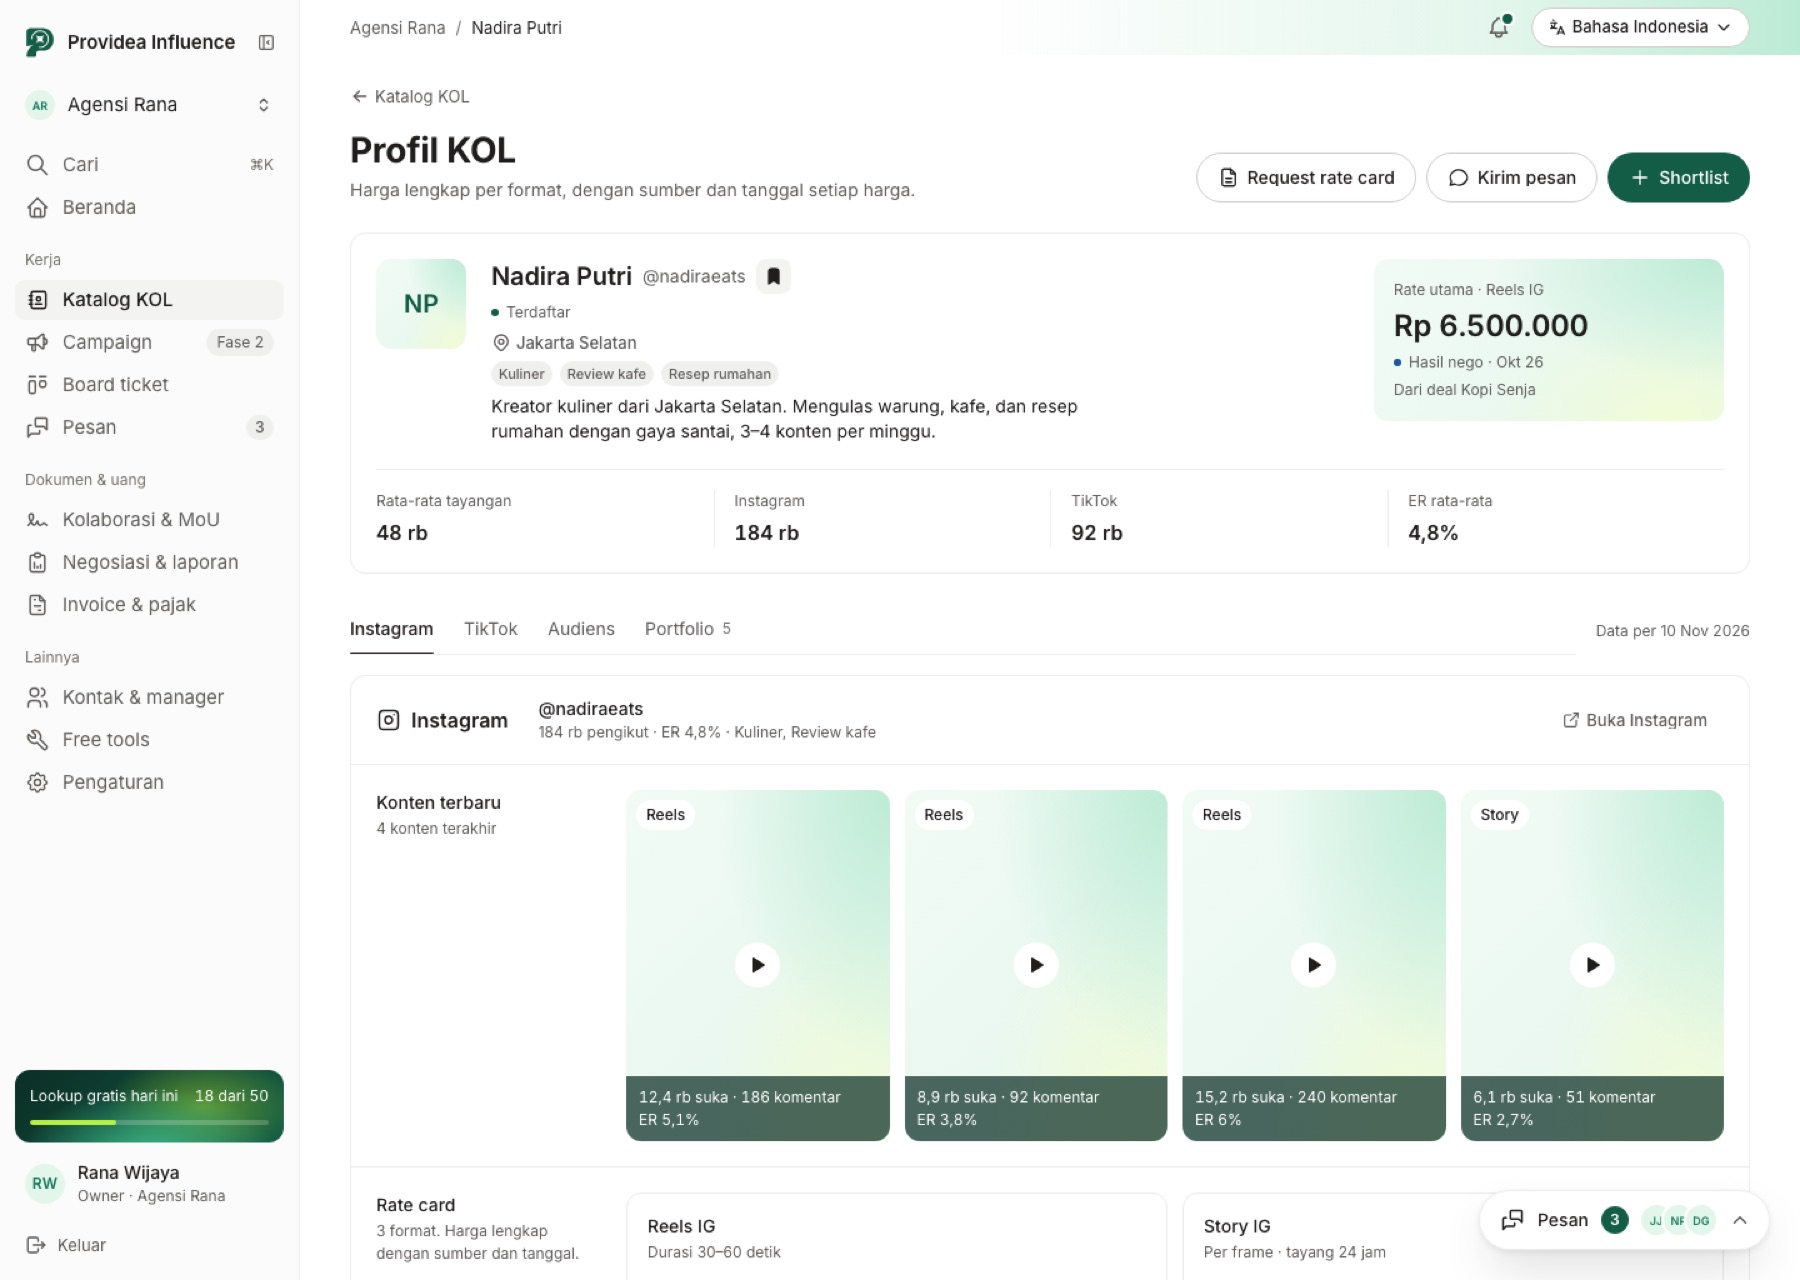 Providea Influence
AR Agensi Rana
Cari ⌘K
Beranda
Kerja
Katalog KOL
Campaign Fase 2
Board ticket
Pesan 3
Dokumen & uang
Kolaborasi & MoU
Negosiasi & laporan
Invoice & pajak
Lainnya
Kontak & manager
Free tools
Pengaturan
Lookup gratis hari ini 18 dari 50
RW Rana Wijaya
Owner · Agensi Rana
Keluar
Agensi Rana / Nadira Putri
Bahasa Indonesia
← Katalog KOL
Profil KOL
Harga lengkap per format, dengan sumber dan tanggal setiap harga.
Request rate card
Kirim pesan
+ Shortlist
NP
Nadira Putri @nadiraeats
Terdaftar
Jakarta Selatan
Kuliner Review kafe Resep rumahan
Kreator kuliner dari Jakarta Selatan. Mengulas warung, kafe, dan resep
rumahan dengan gaya santai, 3–4 konten per minggu.
Rate utama · Reels IG
Rp 6.500.000
Hasil nego · Okt 26
Dari deal Kopi Senja
Rata-rata tayangan
48 rb
Instagram
184 rb
TikTok
92 rb
ER rata-rata
4,8%
Instagram TikTok Audiens Portfolio 5
Data per 10 Nov 2026
Instagram
@nadiraeats
184 rb pengikut · ER 4,8% · Kuliner, Review kafe
Buka Instagram
Konten terbaru
4 konten terakhir
Reels
12,4 rb suka · 186 komentar
ER 5,1%
Reels
8,9 rb suka · 92 komentar
ER 3,8%
Reels
15,2 rb suka · 240 komentar
ER 6%
Story
6,1 rb suka · 51 komentar
ER 2,7%
Rate card
3 format. Harga lengkap
dengan sumber dan tanggal.
Reels IG
Durasi 30–60 detik
Story IG
Per frame · tayang 24 jam
Pesan 3 DG